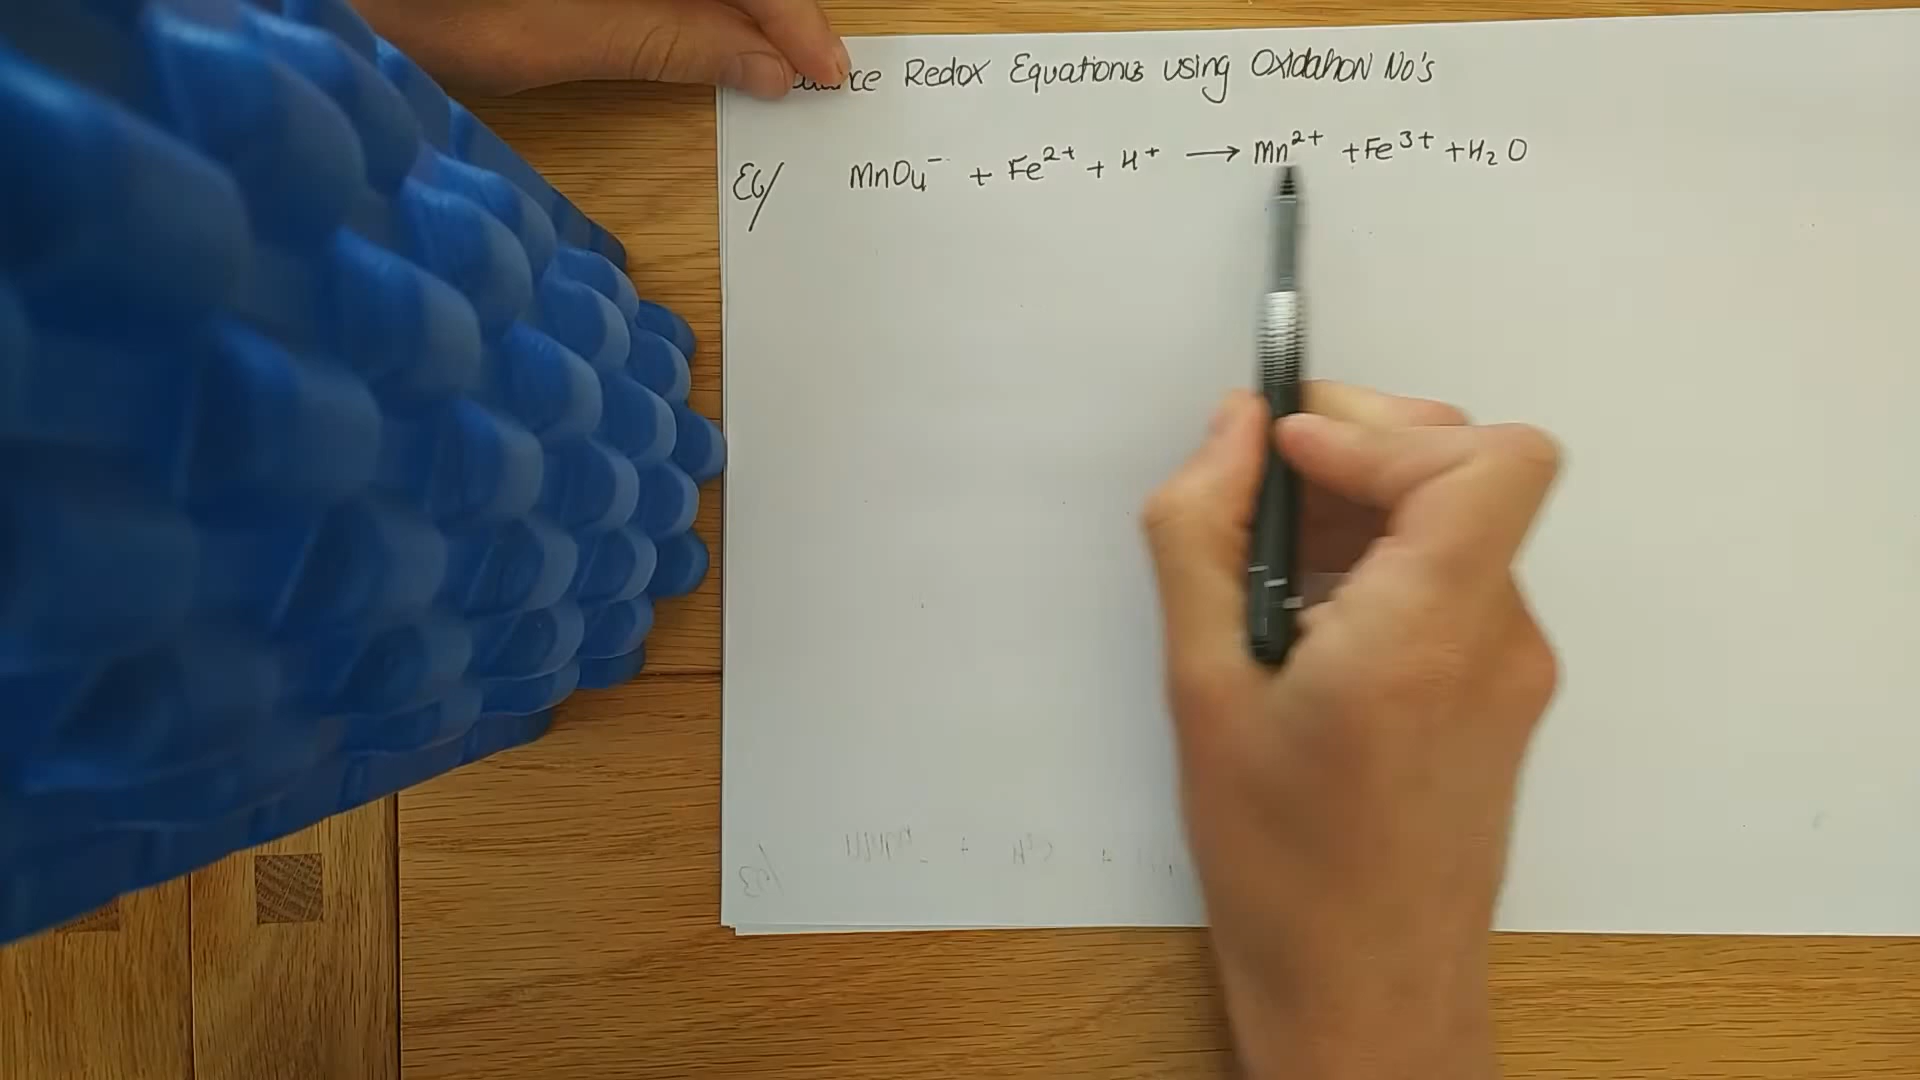 Redox Equations using Oxidation No's
EG/ MnO₄⁻ + Fe²⁺ + H⁺ → Mn²⁺ + Fe³⁺ + H₂O